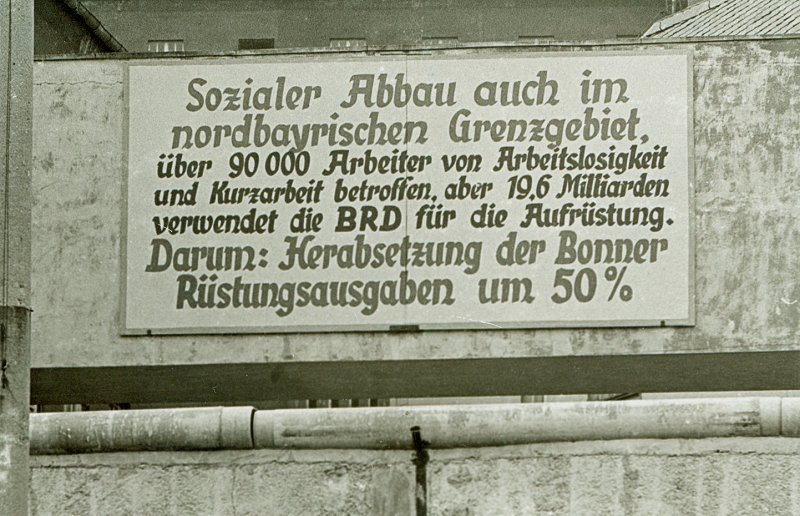 Sozialer Abbau auch im
nordbayrischen Grenzgebiet,
über 90 000 Arbeiter von Arbeitslosigkeit
und Kurzarbeit betroffen, aber 19,6 Milliarden
verwendet die BRD für die Aufrüstung.
Darum: Herabsetzung der Bonner
Rüstungsausgaben um 50 %